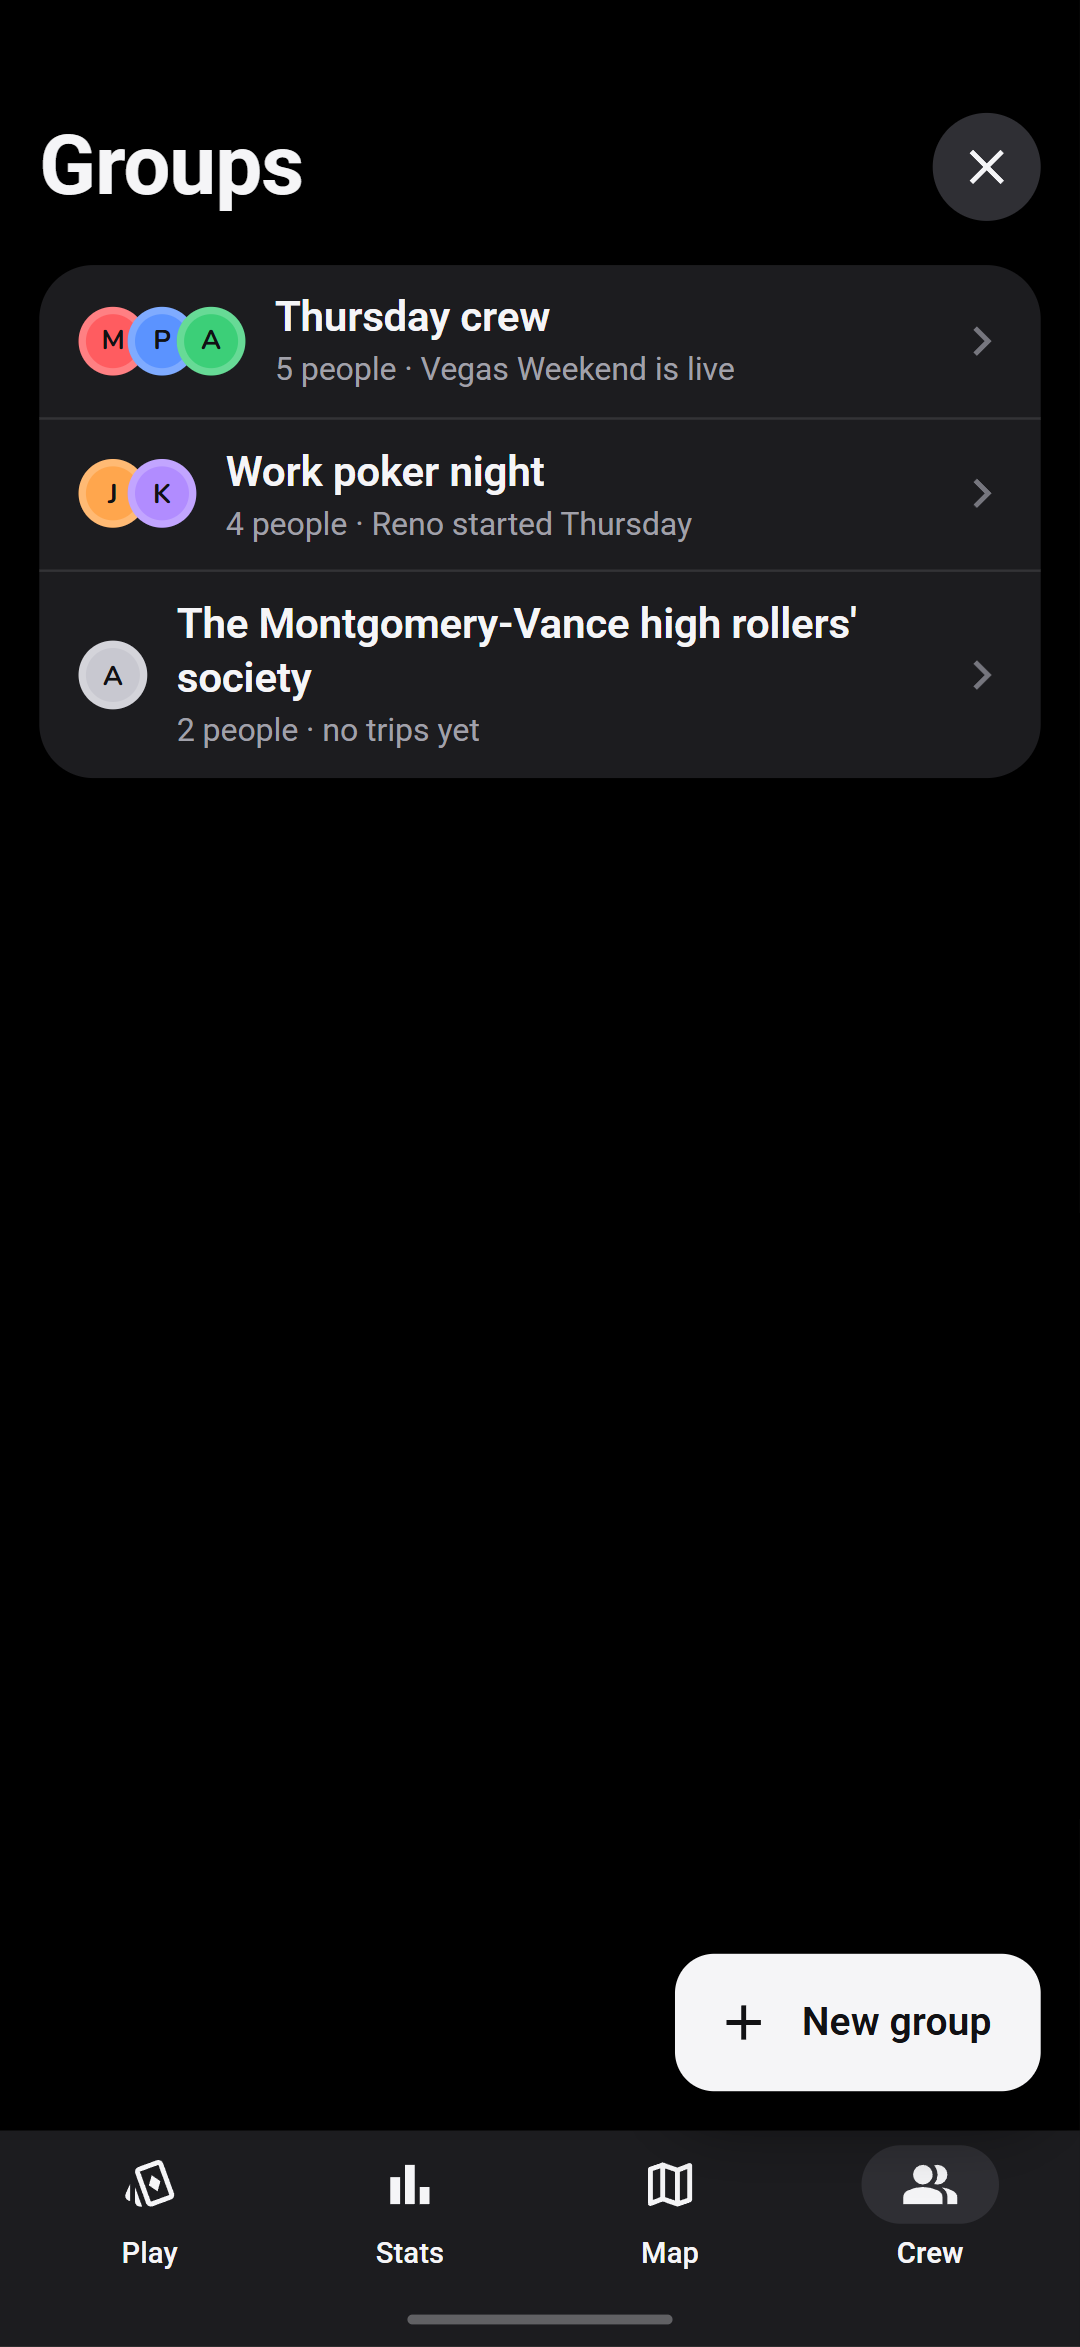 Groups
M P A
Thursday crew
5 people · Vegas Weekend is live
J K
Work poker night
4 people · Reno started Thursday
A
The Montgomery-Vance high rollers'
society
2 people · no trips yet
New group
Play Stats Map Crew